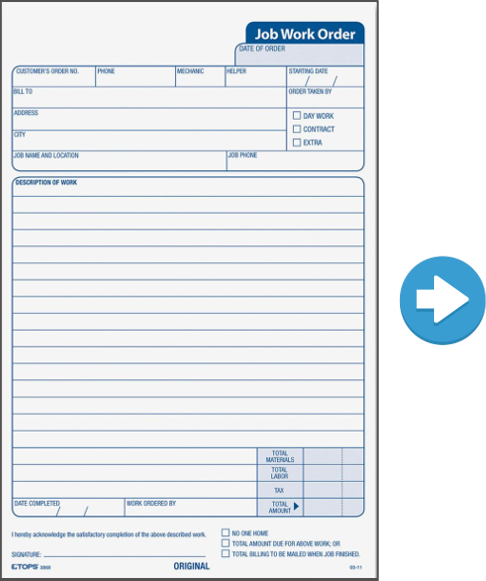 Job Work Order
DATE OF ORDER
CUSTOMER'S ORDER NO. PHONE MECHANIC HELPER STARTING DATE
/ /
BILL TO ORDER TAKEN BY
ADDRESS
DAY WORK
CONTRACT
CITY
EXTRA
JOB NAME AND LOCATION JOB PHONE
DESCRIPTION OF WORK
TOTAL MATERIALS
TOTAL LABOR
TAX
DATE COMPLETED / / WORK ORDERED BY TOTAL AMOUNT
I hereby acknowledge the satisfactory completion of the above described work.
NO ONE HOME
TOTAL AMOUNT DUE FOR ABOVE WORK; OR
SIGNATURE:
TOTAL BILLING TO BE MAILED WHEN JOB FINISHED.
TOPS 3868 ORIGINAL 03-11